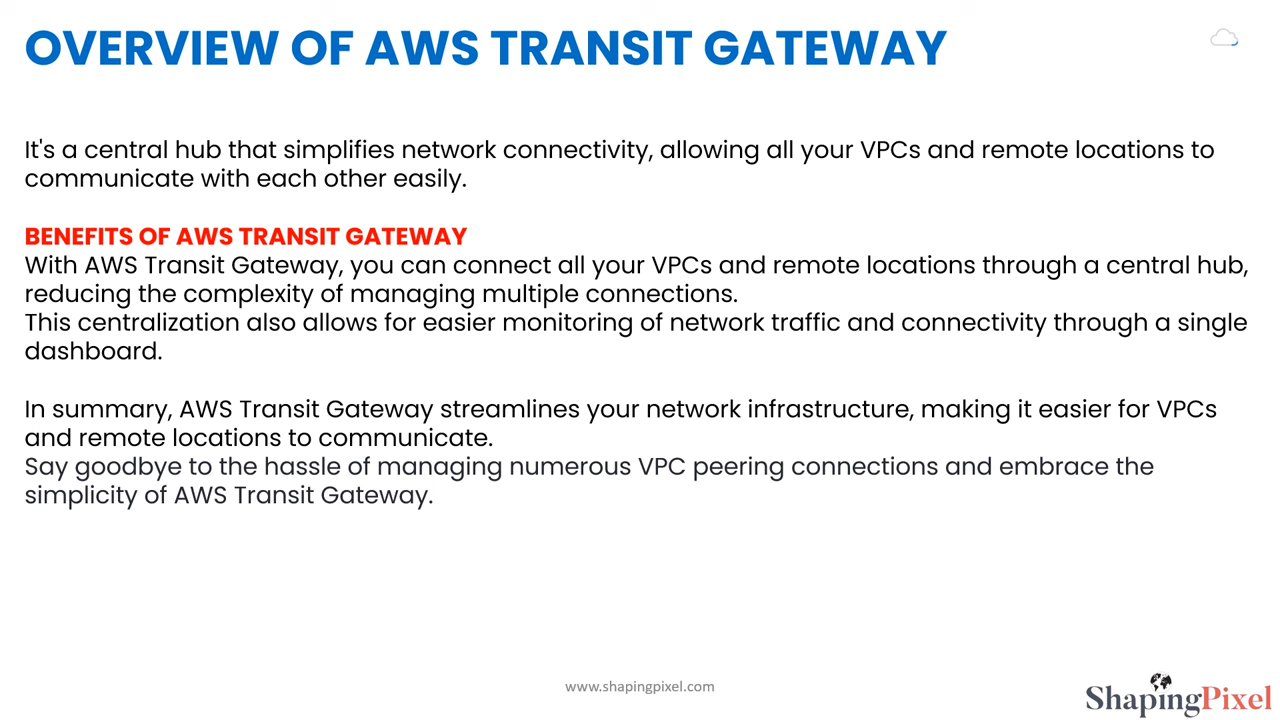 OVERVIEW OF AWS TRANSIT GATEWAY
It's a central hub that simplifies network connectivity, allowing all your VPCs and remote locations to
communicate with each other easily.
BENEFITS OF AWS TRANSIT GATEWAY
With AWS Transit Gateway, you can connect all your VPCs and remote locations through a central hub,
reducing the complexity of managing multiple connections.
This centralization also allows for easier monitoring of network traffic and connectivity through a single
dashboard.
In summary, AWS Transit Gateway streamlines your network infrastructure, making it easier for VPCs
and remote locations to communicate.
Say goodbye to the hassle of managing numerous VPC peering connections and embrace the
simplicity of AWS Transit Gateway.
www.shapingpixel.com
ShapingPixel